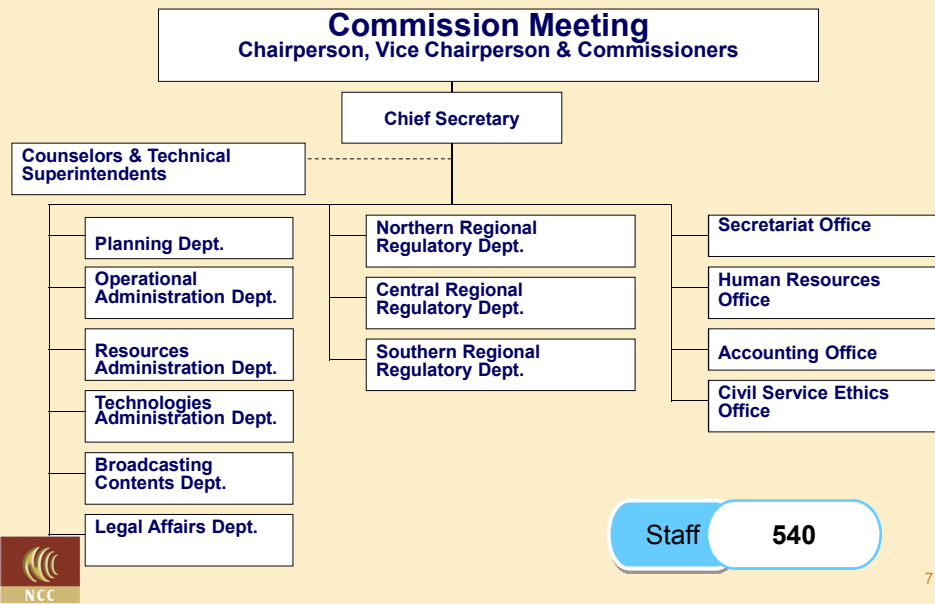 Commission Meeting
Chairperson, Vice Chairperson & Commissioners
Chief Secretary
Counselors & Technical
Superintendents
Planning Dept.
Operational
Administration Dept.
Resources
Administration Dept.
Technologies
Administration Dept.
Broadcasting
Contents Dept.
Legal Affairs Dept.
Northern Regional
Regulatory Dept.
Central Regional
Regulatory Dept.
Southern Regional
Regulatory Dept.
Secretariat Office
Human Resources
Office
Accounting Office
Civil Service Ethics
Office
Staff 540
NCC
7